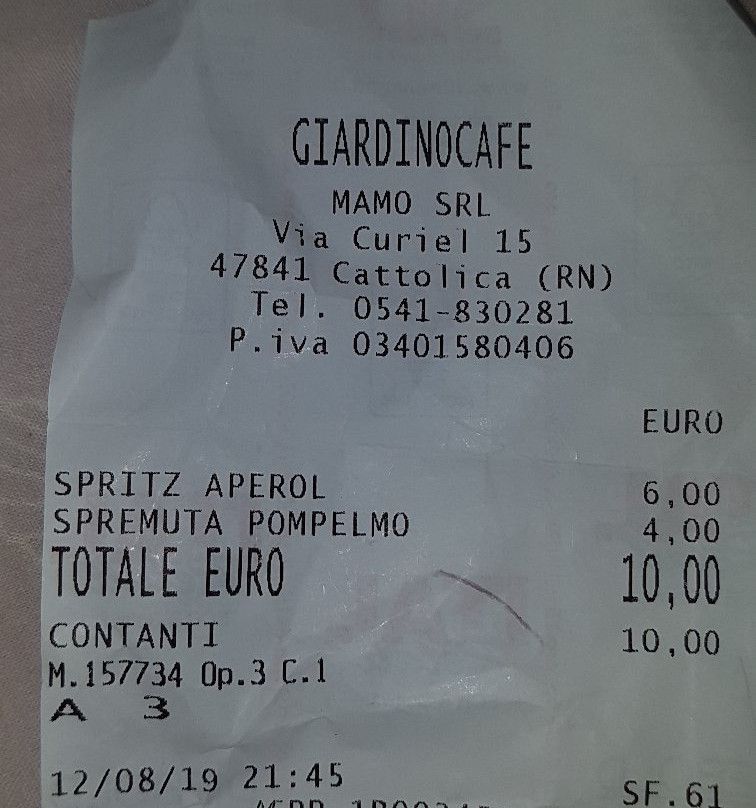 GIARDINOCAFE
MAMO SRL
Via Curiel 15
47841 Cattolica (RN)
Tel. 0541-830281
P.iva 03401580406
EURO
SPRITZ APEROL 6,00
SPREMUTA POMPELMO 4,00
TOTALE EURO 10,00
CONTANTI 10,00
M.157734 Op.3 C.1
A 3
12/08/19 21:45 SF.61